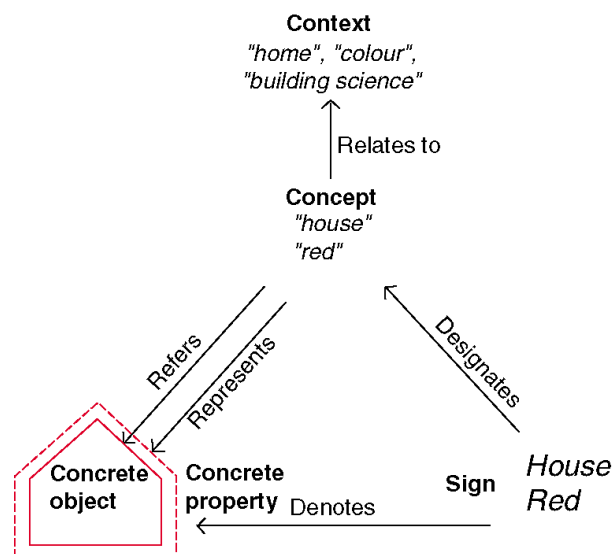 Context
"home", "colour",
"building science"
Relates to
Concept
"house"
"red"
Refers
Represents
Designates
Concrete
object
Concrete
property
Denotes
Sign
House
Red